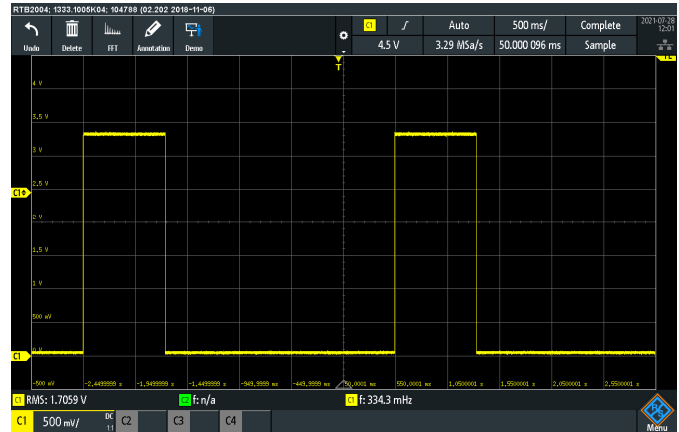 RTB2004; 1333.1005K04; 104788 (02.202 2018-11-06)
Undo Delete FFT Annotation Demo
C1 Auto 500 ms/ Complete
4.5 V 3.29 MSa/s 50.000 096 ms Sample
2021-07-28
12:01
T
TL
4 V
3.5 V
3 V
2.5 V
C1
2 V
1.5 V
1 V
500 mV
0 V
C1
-500 mV -2,4499999 s -1,9499999 s -1,4499999 s -949,9999 ms -449,9999 ms 50,0001 ms 550,0001 ms 1,0500001 s 1,5500001 s 2,0500001 s 2,5500001 s
C1 RMS: 1.7059 V C2 f: n/a C1 f: 334.3 mHz
C1 500 mV/ DC 1:1 C2 C3 C4
Menu